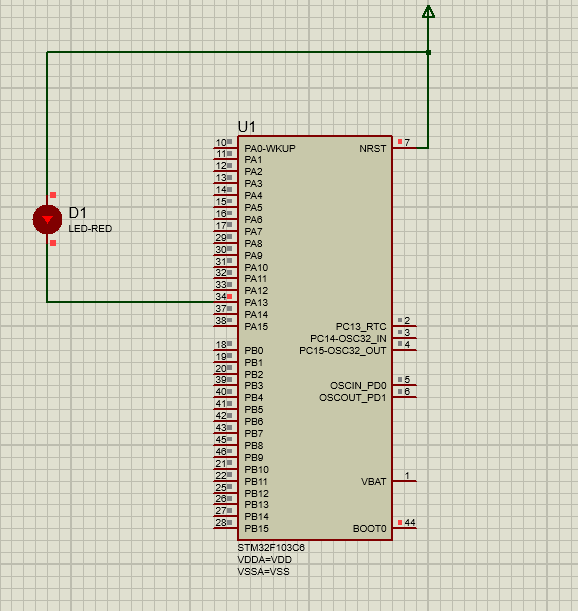 U1
10 PA0-WKUP NRST 7
11 PA1
12 PA2
13 PA3
14 PA4
15 PA5
16 PA6
17 PA7
29 PA8
30 PA9
31 PA10
32 PA11
33 PA12
34 PA13
37 PA14
38 PA15
D1
LED-RED
PC13_RTC 2
PC14-OSC32_IN 3
PC15-OSC32_OUT 4
18 PB0
19 PB1
20 PB2
39 PB3
40 PB4
41 PB5
42 PB6
43 PB7
45 PB8
46 PB9
21 PB10
22 PB11
25 PB12
26 PB13
27 PB14
28 PB15
OSCIN_PD0 5
OSCOUT_PD1 6
VBAT 1
BOOT0 44
STM32F103C6
VDDA=VDD
VSSA=VSS